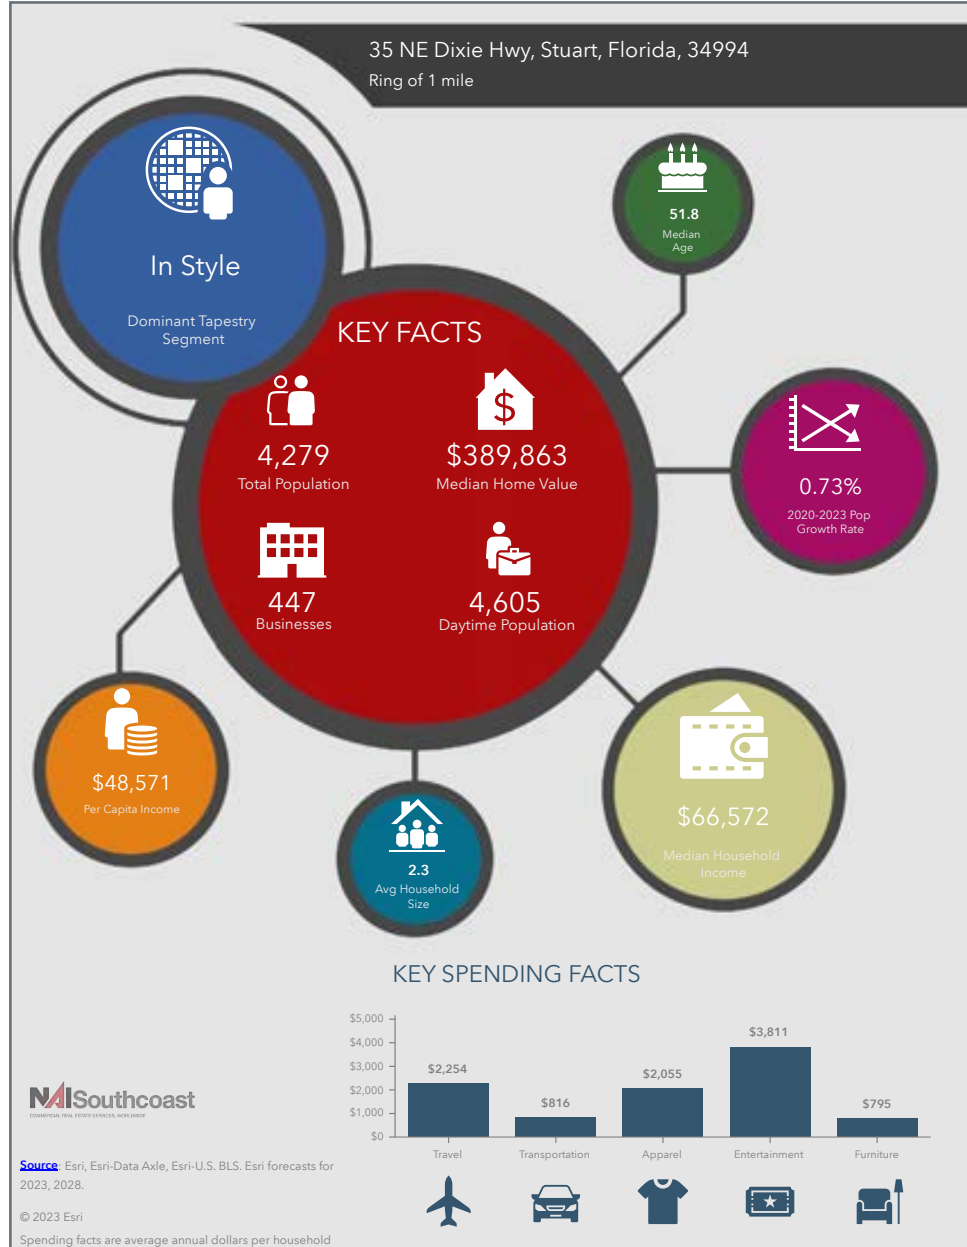 35 NE Dixie Hwy, Stuart, Florida, 34994
Ring of 1 mile
In Style
Dominant Tapestry
Segment
51.8
Median
Age
KEY FACTS
4,279
Total Population
$389,863
Median Home Value
447
Businesses
4,605
Daytime Population
0.73%
2020-2023 Pop
Growth Rate
$48,571
Per Capita Income
2.3
Avg Household
Size
$66,572
Median Household
Income
KEY SPENDING FACTS
$5,000
$4,000
$3,000
$2,000
$1,000
$0
$2,254
$816
$2,055
$3,811
$795
Travel
Transportation
Apparel
Entertainment
Furniture
NAISouthcoast
COMMERCIAL REAL ESTATE SERVICES, WORLDWIDE
Source: Esri, Esri-Data Axle, Esri-U.S. BLS. Esri forecasts for
2023, 2028.
© 2023 Esri
Spending facts are average annual dollars per household